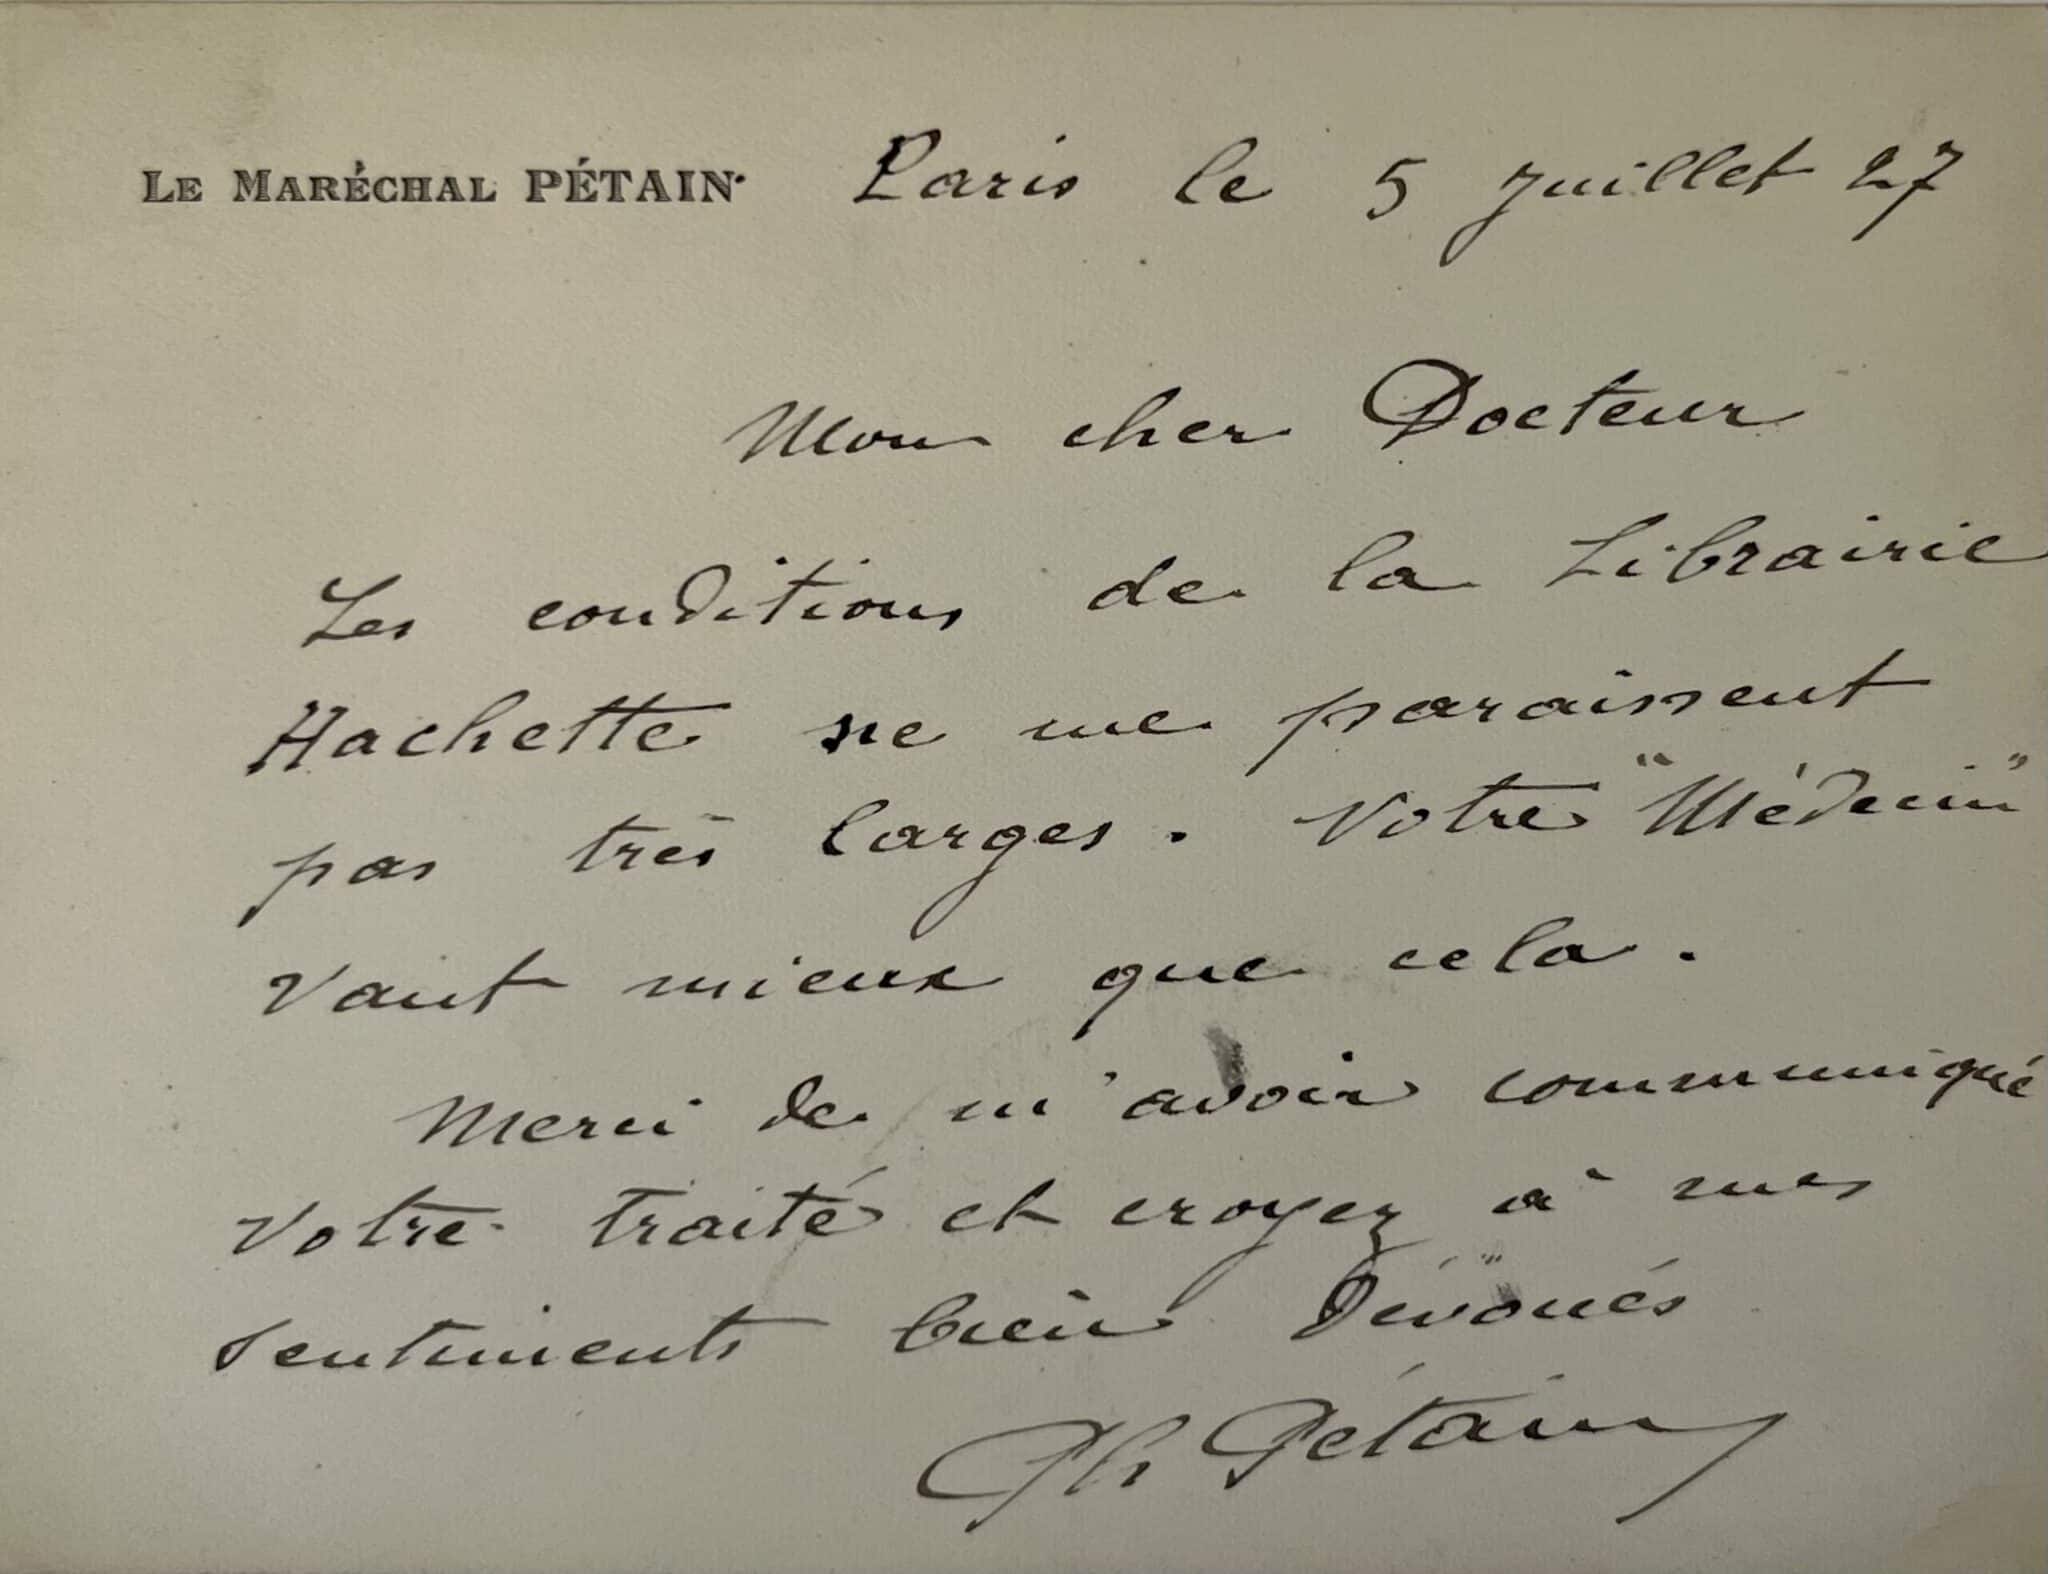 LE MARÉCHAL PÉTAIN Paris le 5 juillet 27
Mon cher Docteur
Les conditions de la Librairie
Hachette ne me paraissent
pas très larges. Votre "Médecin"
vaut mieux que cela.
Merci de m'avoir communiqué
votre traité et croyez à mes
sentiments bien dévoués
Ph Pétain